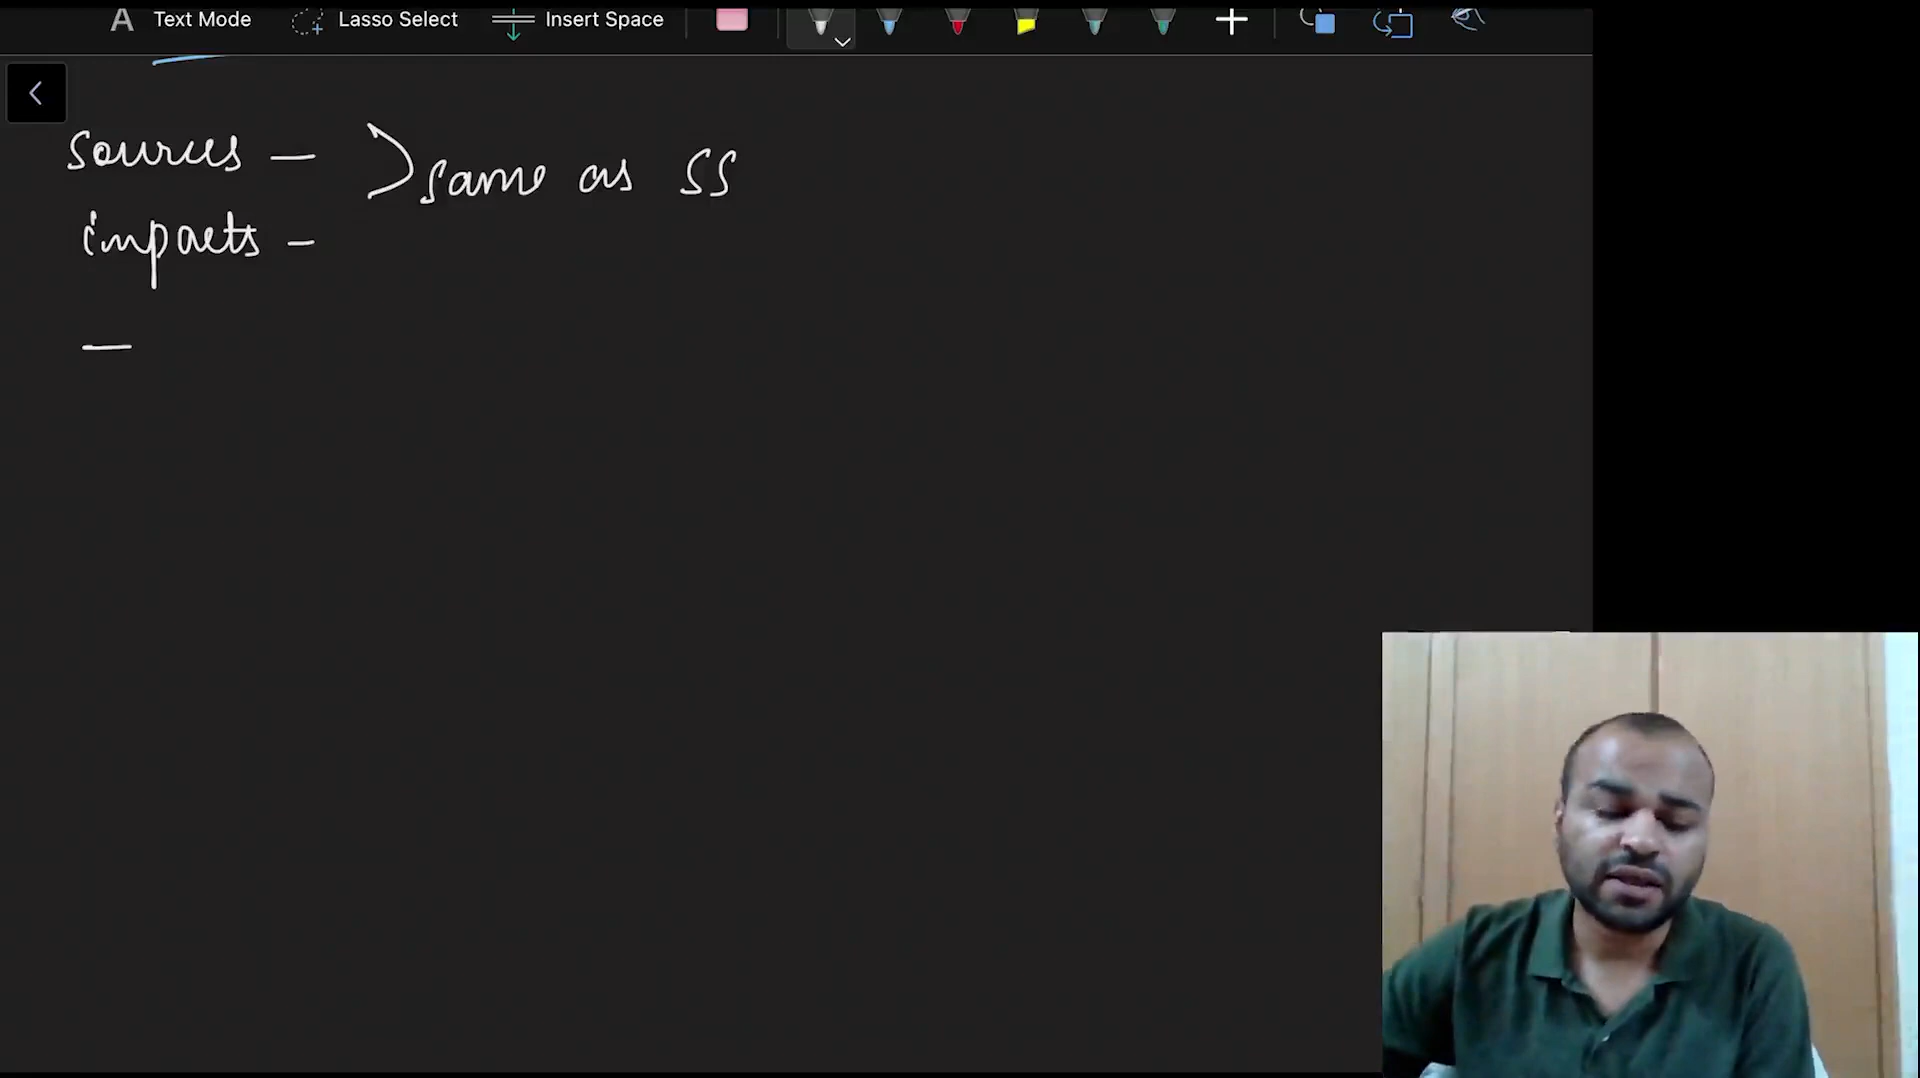 Text Mode Lasso Select Insert Space
sources — > same as SS
impacts —
—